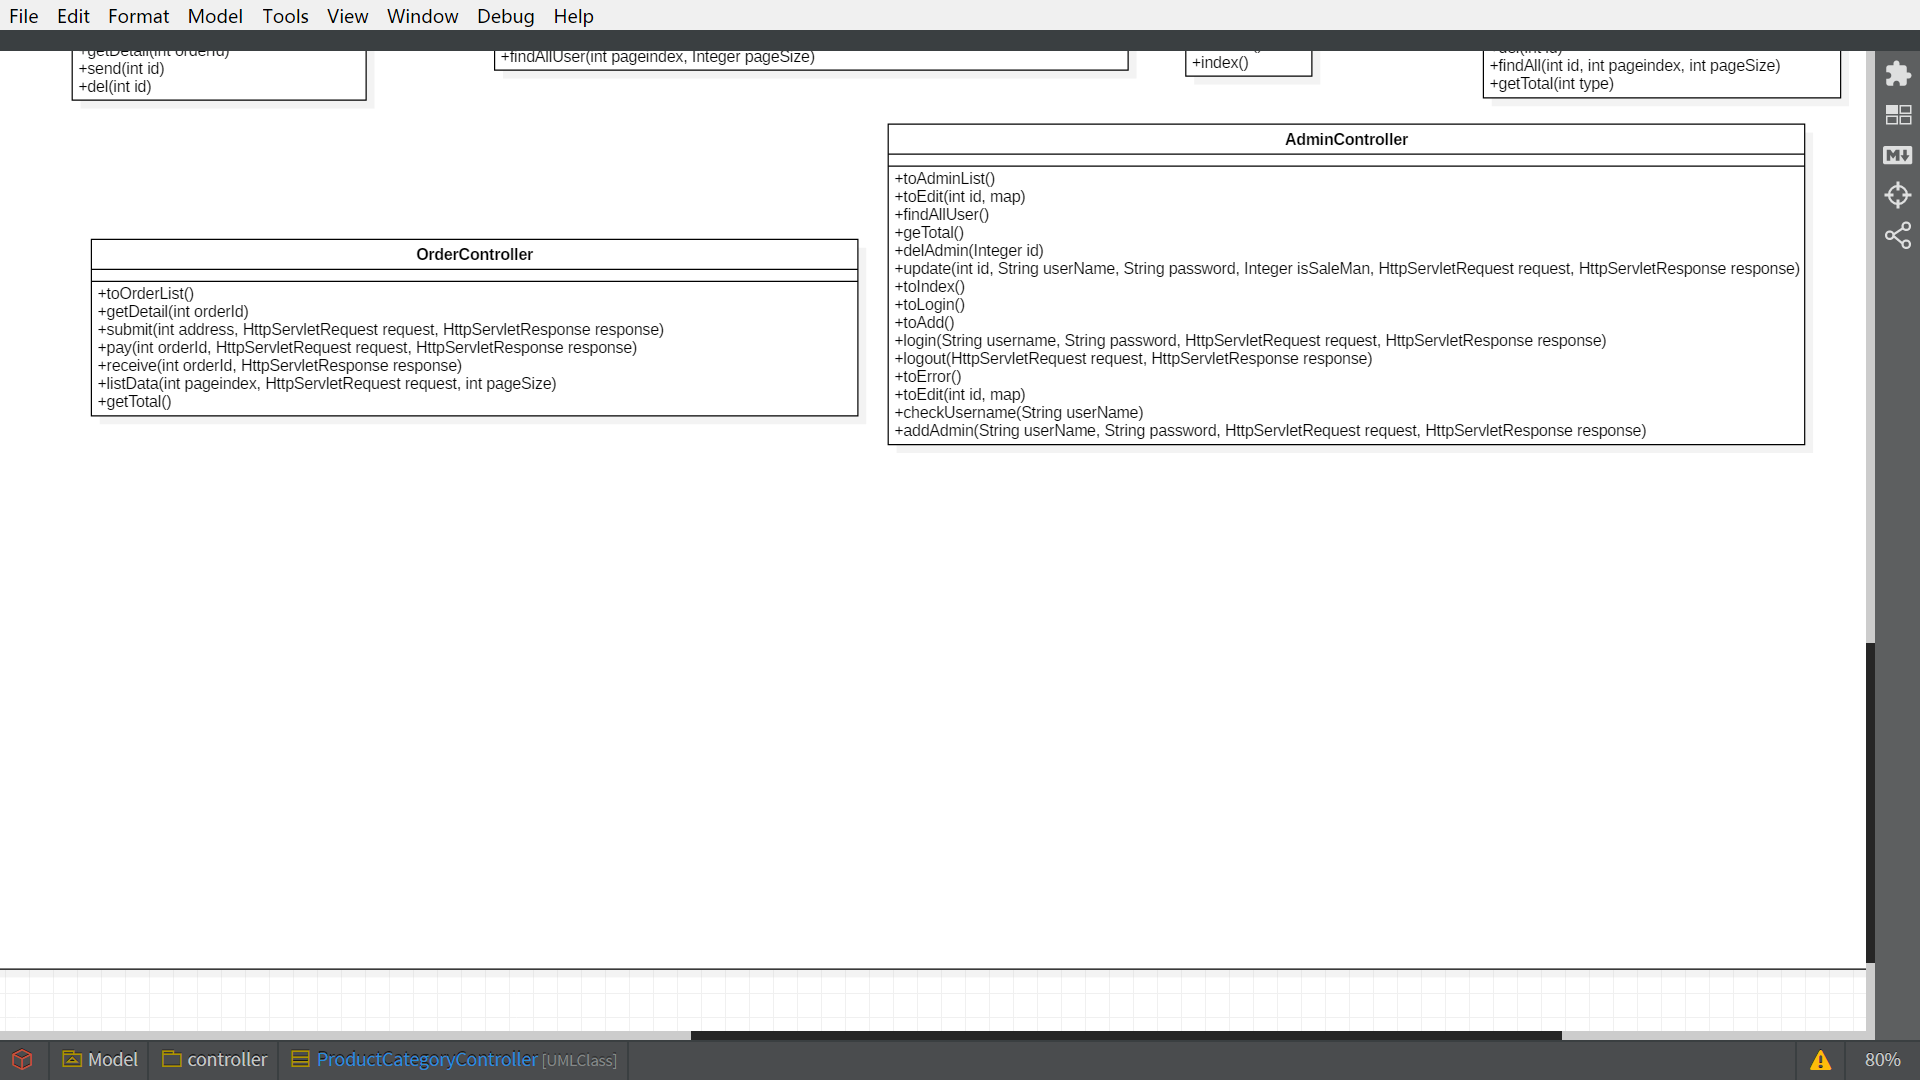 File Edit Format Model Tools View Window Debug Help
+getDetail(int orderId)
+send(int id)
+del(int id)
+findAllUser(int pageindex, Integer pageSize)
+index()
+del(int id)
+findAll(int id, int pageindex, int pageSize)
+getTotal(int type)
AdminController
+toAdminList()
+toEdit(int id, map)
+findAllUser()
+geTotal()
+delAdmin(Integer id)
+update(int id, String userName, String password, Integer isSaleMan, HttpServletRequest request, HttpServletResponse response)
+toIndex()
+toLogin()
+toAdd()
+login(String username, String password, HttpServletRequest request, HttpServletResponse response)
+logout(HttpServletRequest request, HttpServletResponse response)
+toError()
+toEdit(int id, map)
+checkUsername(String userName)
+addAdmin(String userName, String password, HttpServletRequest request, HttpServletResponse response)
OrderController
+toOrderList()
+getDetail(int orderId)
+submit(int address, HttpServletRequest request, HttpServletResponse response)
+pay(int orderId, HttpServletRequest request, HttpServletResponse response)
+receive(int orderId, HttpServletResponse response)
+listData(int pageindex, HttpServletRequest request, int pageSize)
+getTotal()
Model controller ProductCategoryController [UMLClass] 80%